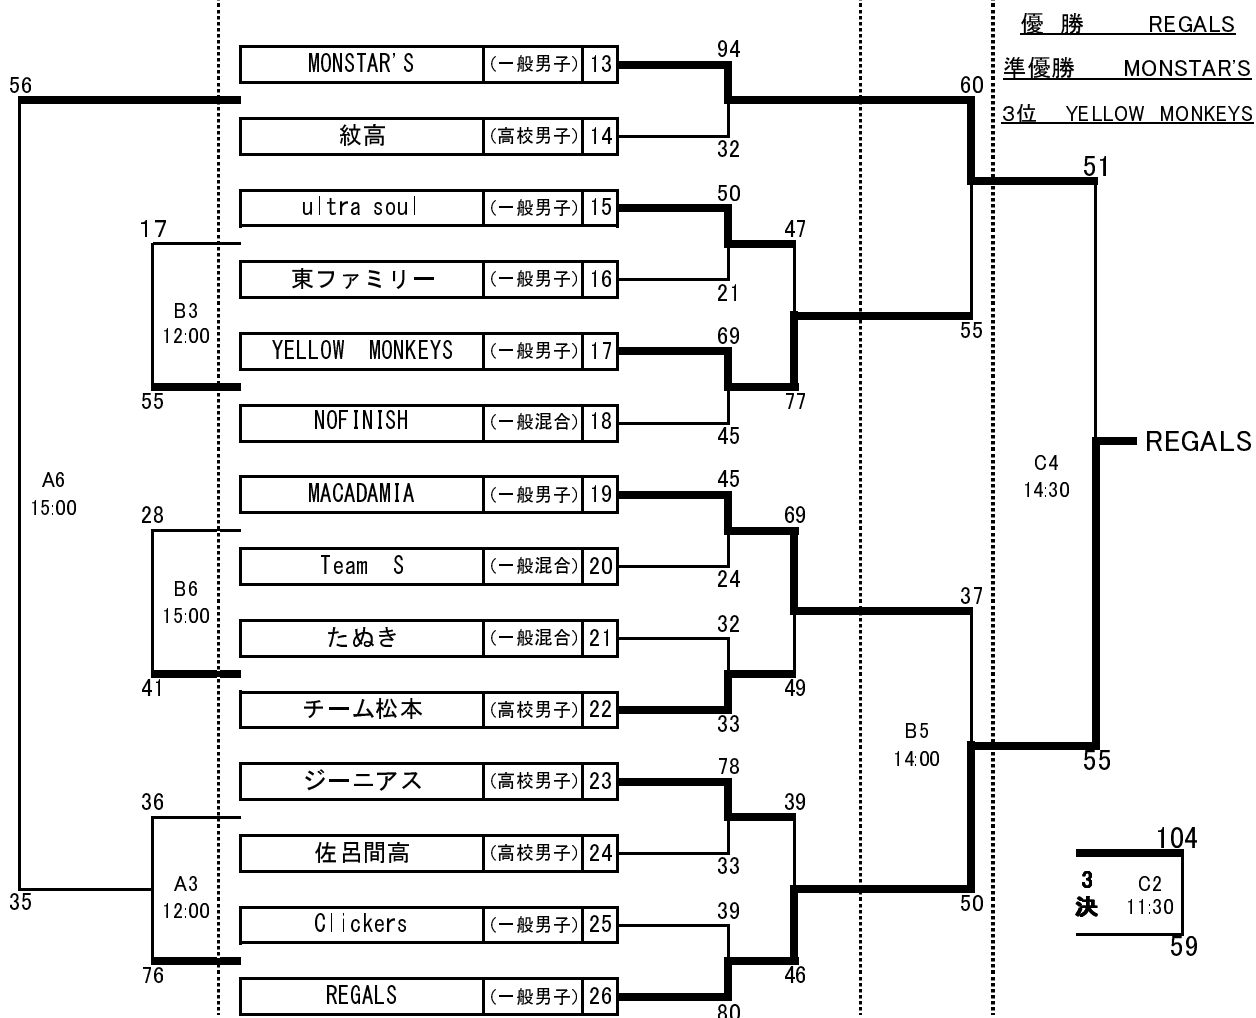 優 勝 REGALS
94
MONSTAR'S (一般男子) 13
準優勝 MONSTAR'S
56
60
3位 YELLOW MONKEYS
紋高 (高校男子) 14
32
51
50
ultra soul (一般男子) 15
17
47
東ファミリー (一般男子) 16
21
B3
12:00
55
69
YELLOW MONKEYS (一般男子) 17
55
77
NOFINISH (一般混合) 18
45
REGALS
C4
14:30
A6
15:00
45
MACADAMIA (一般男子) 19
28
69
Team S (一般混合) 20
24
B6
15:00
37
32
たぬき (一般混合) 21
41
49
チーム松本 (高校男子) 22
33
B5
14:00
55
78
ジーニアス (高校男子) 23
36
39
104
佐呂間高 (高校男子) 24
33
A3
12:00
3
決
C2
11:30
35
50
39
Clickers (一般男子) 25
59
76
46
REGALS (一般男子) 26
80